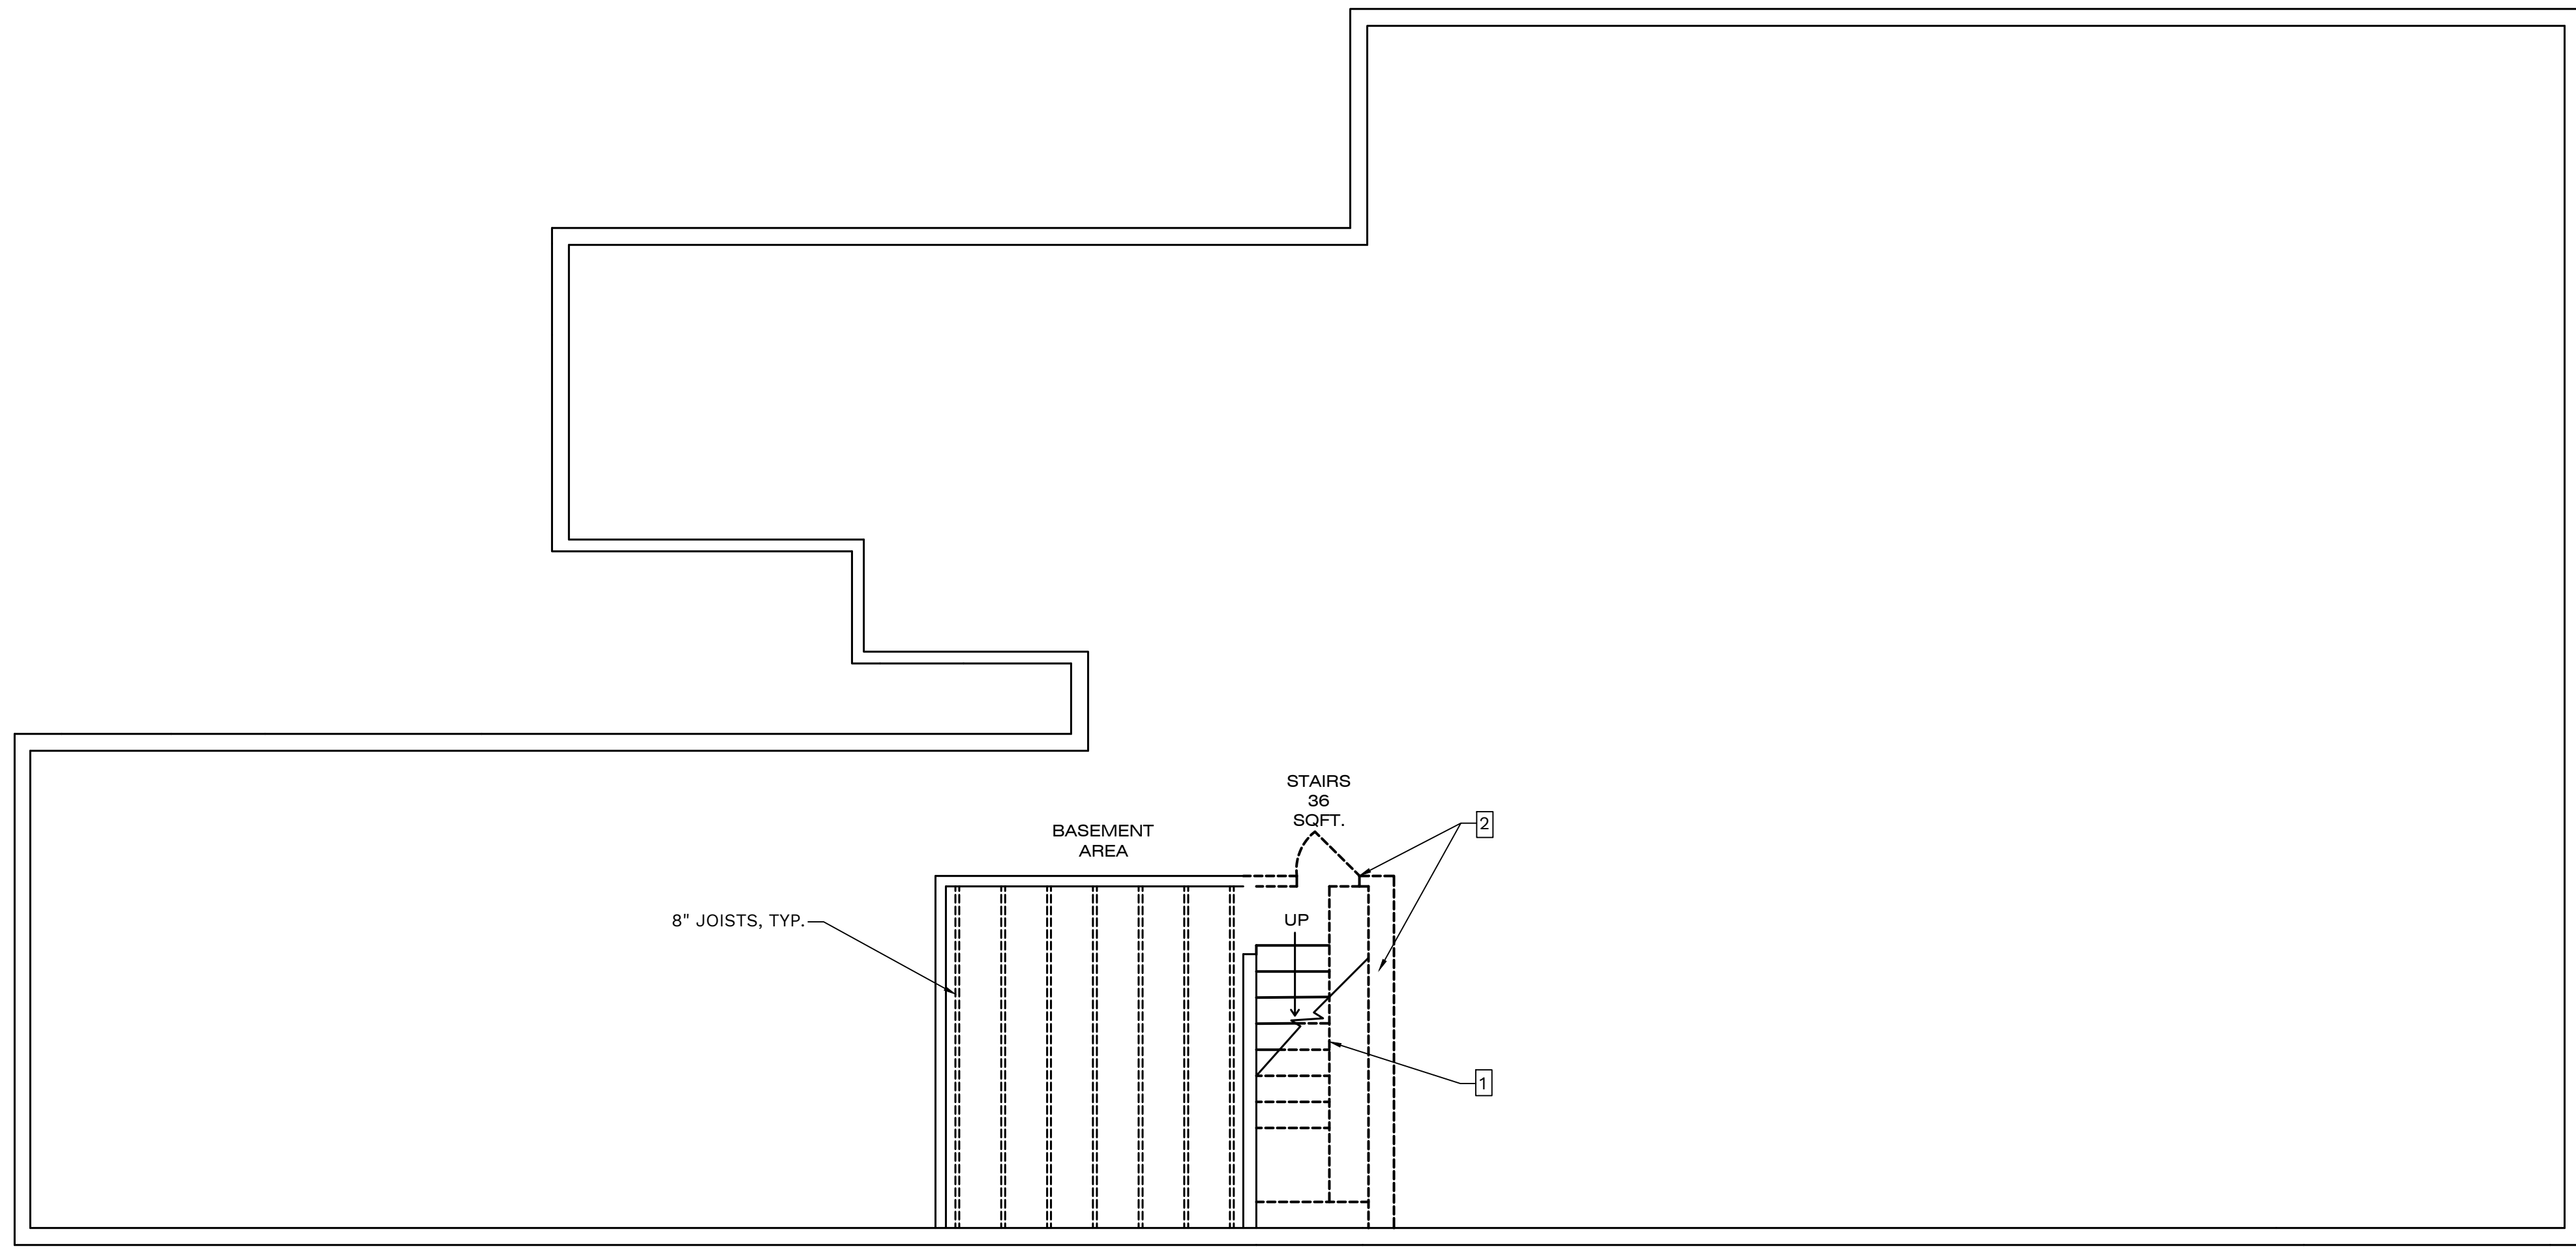 STAIRS
36
SQFT.
BASEMENT
AREA
2
8" JOISTS, TYP.
UP
1